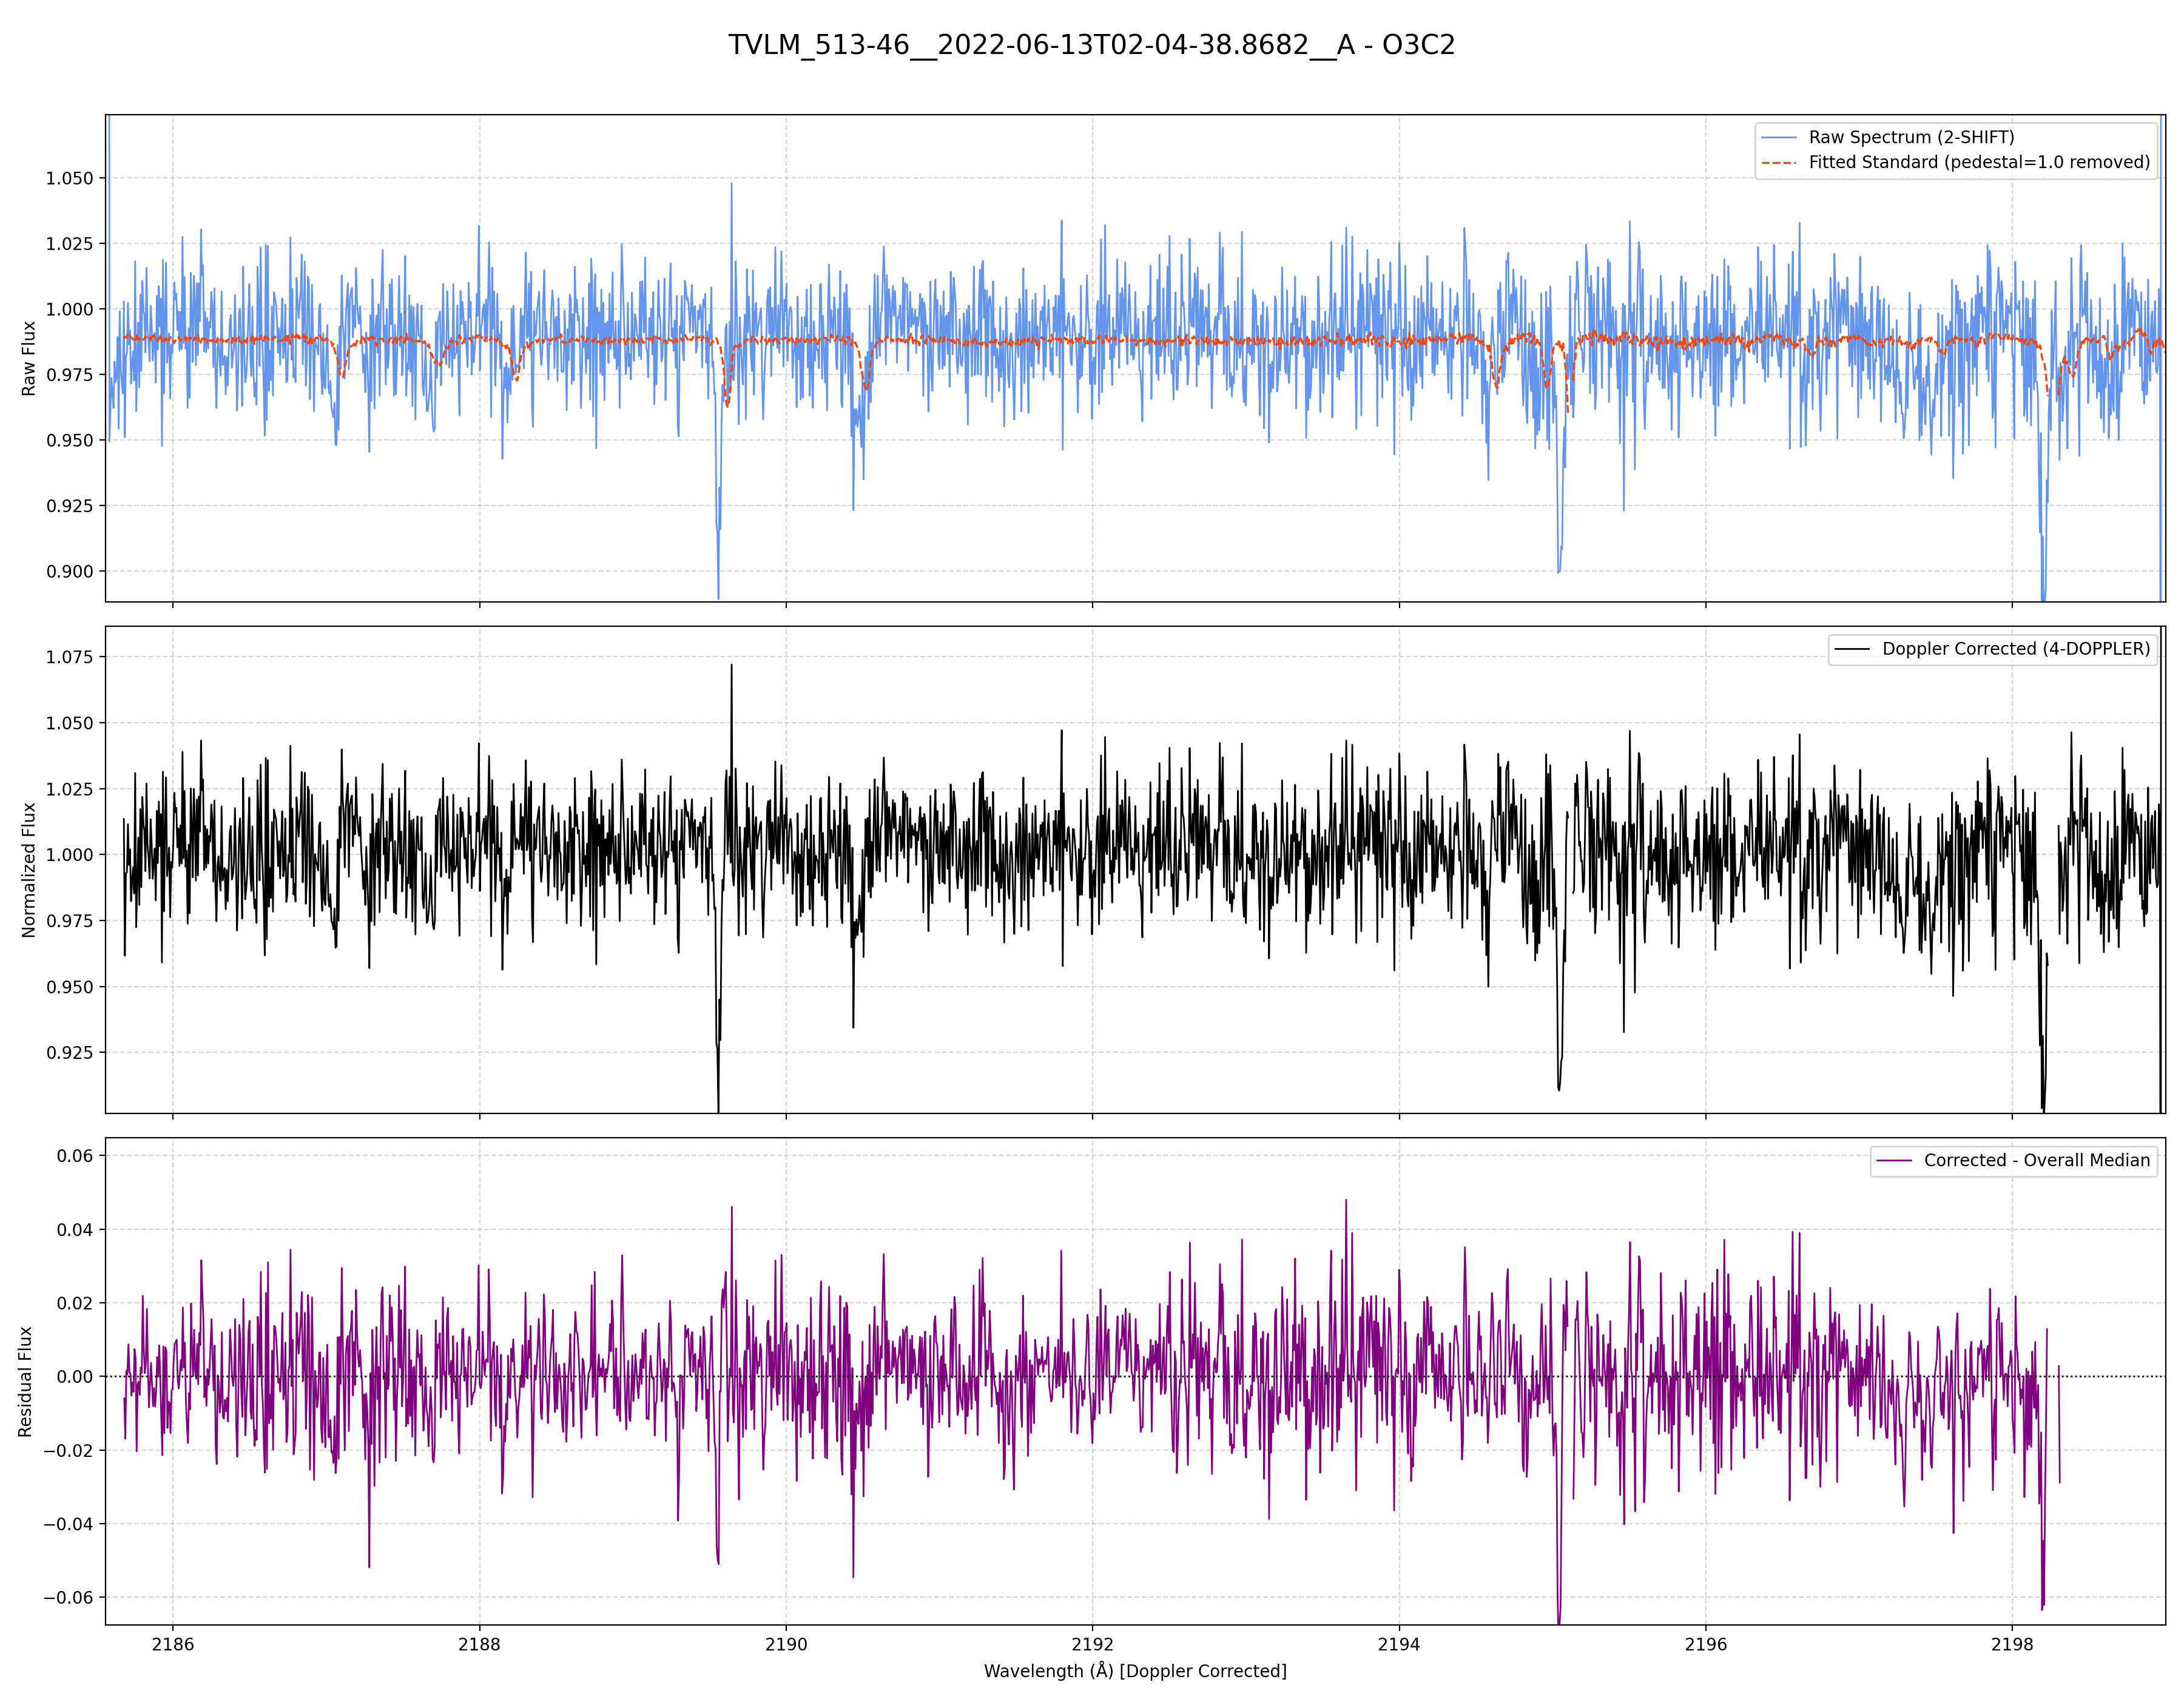 TVLM_513-46__2022-06-13T02-04-38.8682__A - O3C2
Raw Spectrum (2-SHIFT)
Fitted Standard (pedestal=1.0 removed)
Raw Flux
1.050
1.025
1.000
0.975
0.950
0.925
0.900
Doppler Corrected (4-DOPPLER)
Normalized Flux
1.075
1.050
1.025
1.000
0.975
0.950
0.925
Corrected - Overall Median
Residual Flux
0.06
0.04
0.02
0.00
−0.02
−0.04
−0.06
2186 2188 2190 2192 2194 2196 2198
Wavelength (Å) [Doppler Corrected]